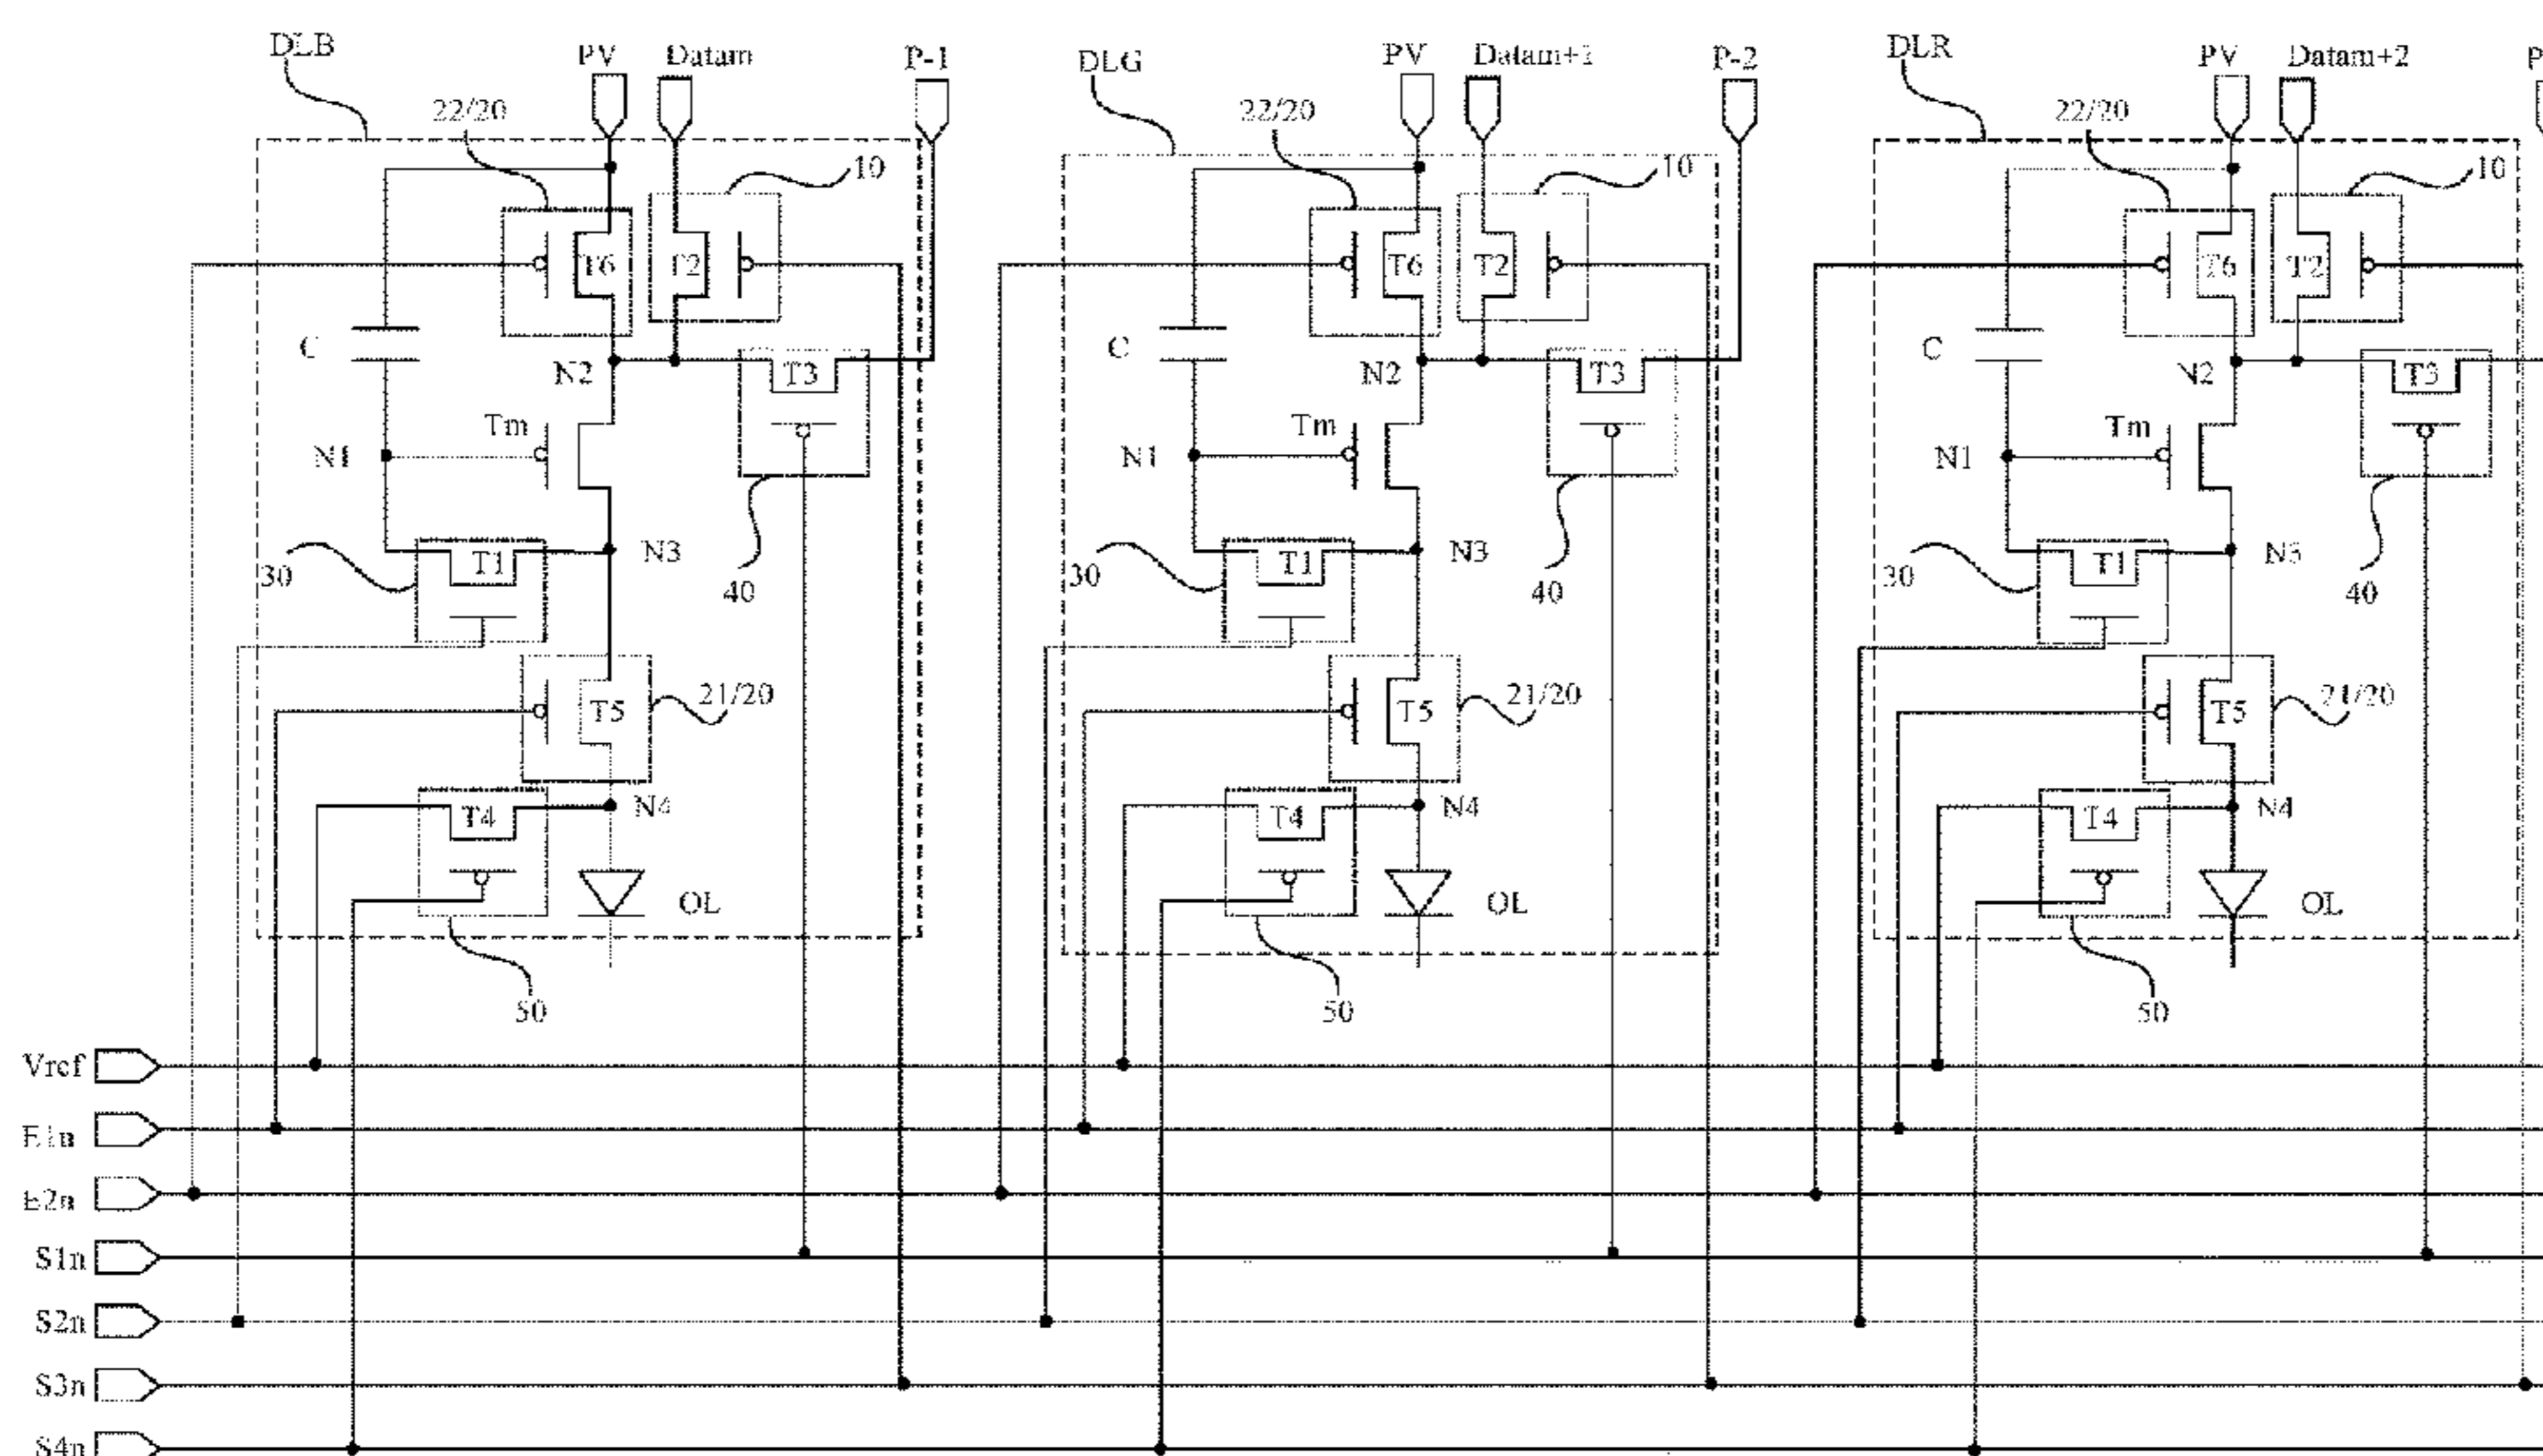 DLB PV Datam P-1 DLG PV Datam+1 P-2 DLR PV Datam+2 P
22/20 10 22/20 10 22/20 10
T6 T2 T6 T2 T6 T2
C N2 T3 C N2 T3 C N2 T3
Tm Tm Tm
N1 N1 N1
T1 N3 T1 N3 T1 N3
30 40 30 40 30 40
T5 21/20 T5 21/20 T5 21/20
T4 N4 T4 N4 T4 N4
OL OL OL
50 50 50
Vref
E1n
E2n
S1n
S2n
S3n
S4n